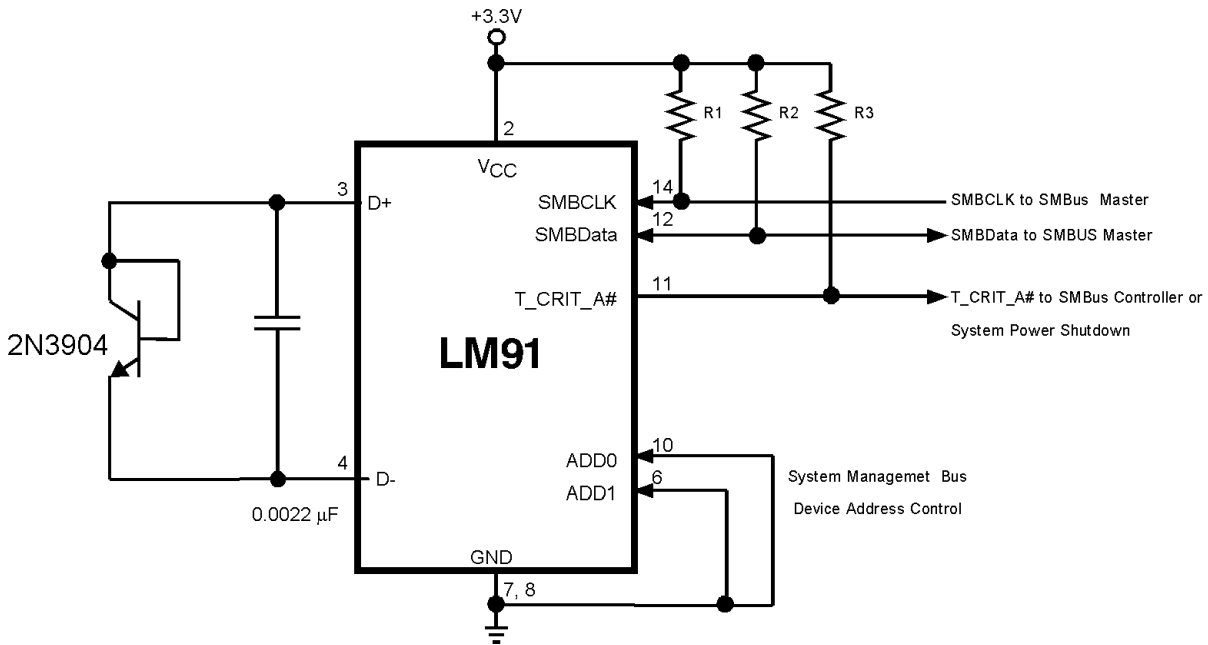 +3.3V
2
VCC
R1
R2
R3
3
D+
SMBCLK
14
SMBCLK to SMBus Master
SMBData
12
SMBData to SMBUS Master
T_CRIT_A#
11
T_CRIT_A# to SMBus Controller or
System Power Shutdown
2N3904
LM91
4
D-
0.0022 µF
ADD0
10
ADD1
6
System Managemet Bus
Device Address Control
GND
7, 8